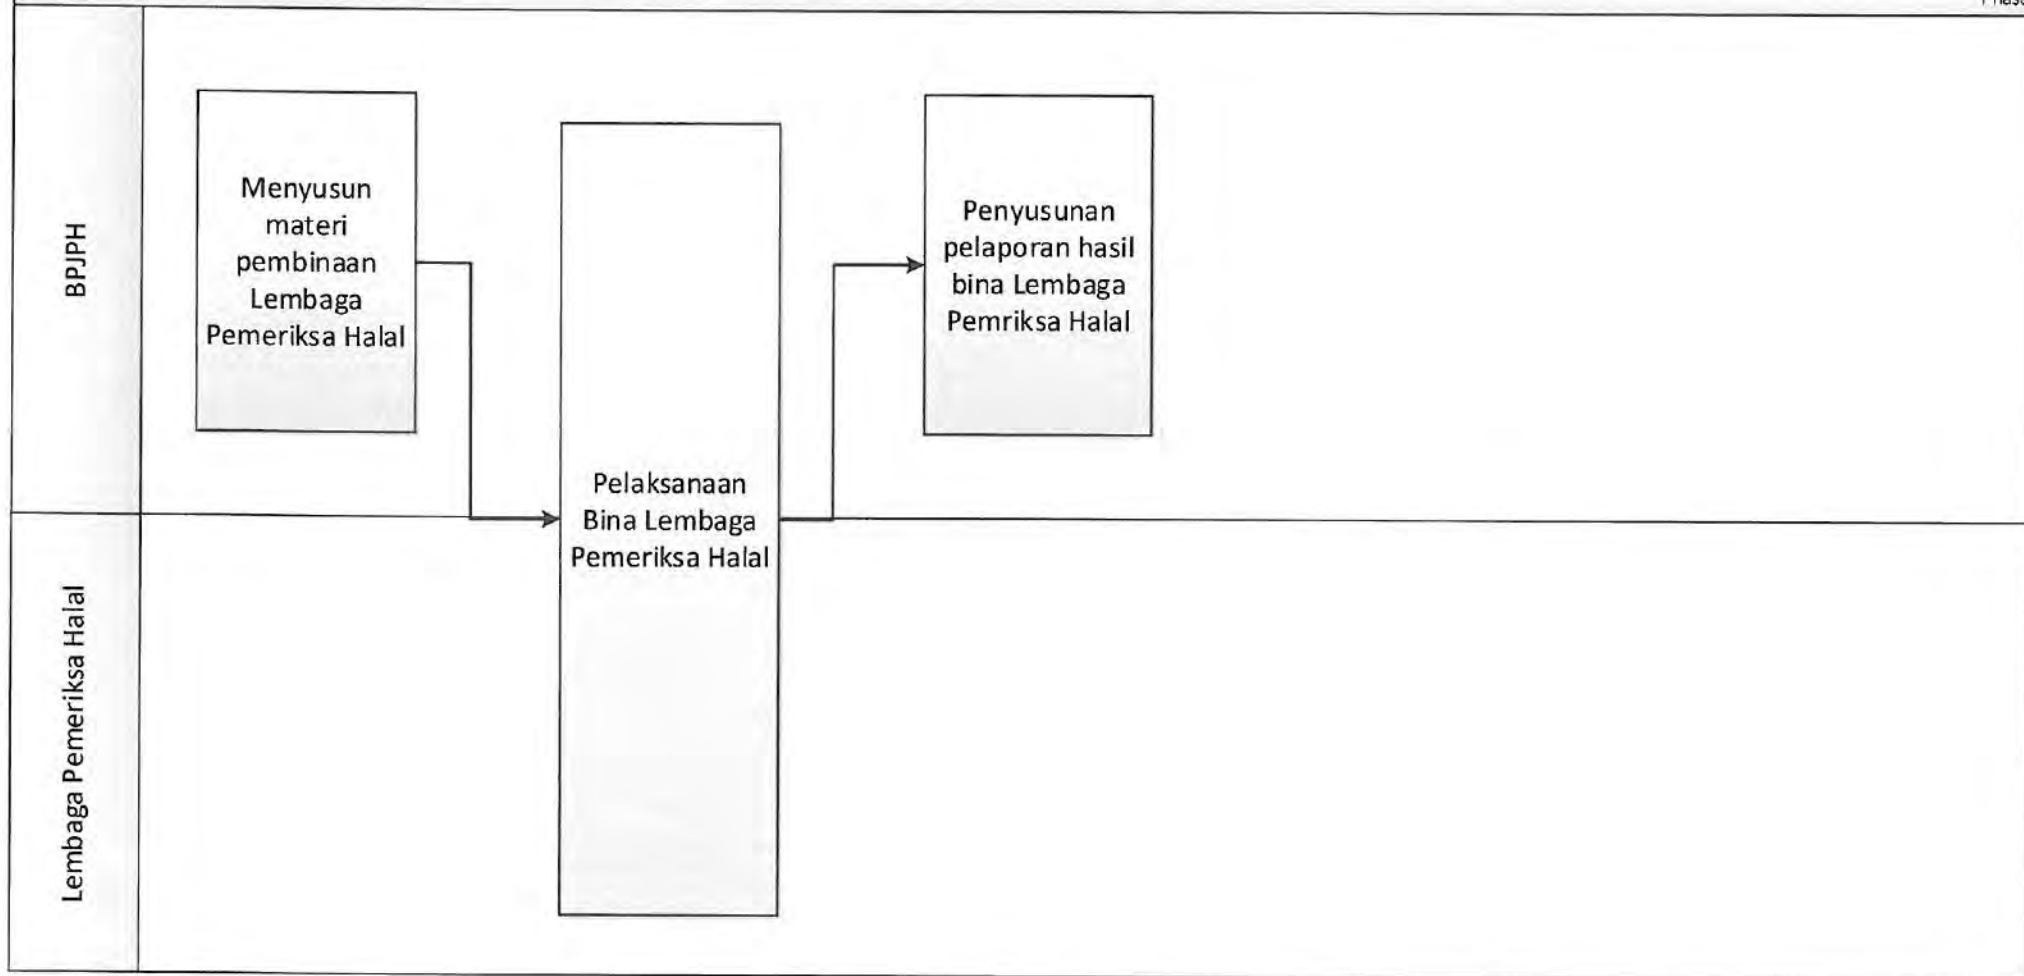 BPJPH
Menyusun
materi
pembinaan
Lembaga
Pemeriksa Halal
Pelaksanaan
Bina Lembaga
Pemeriksa Halal
Penyusunan
pelaporan hasil
bina Lembaga
Pemriksa Halal
Lembaga Pemeriksa Halal